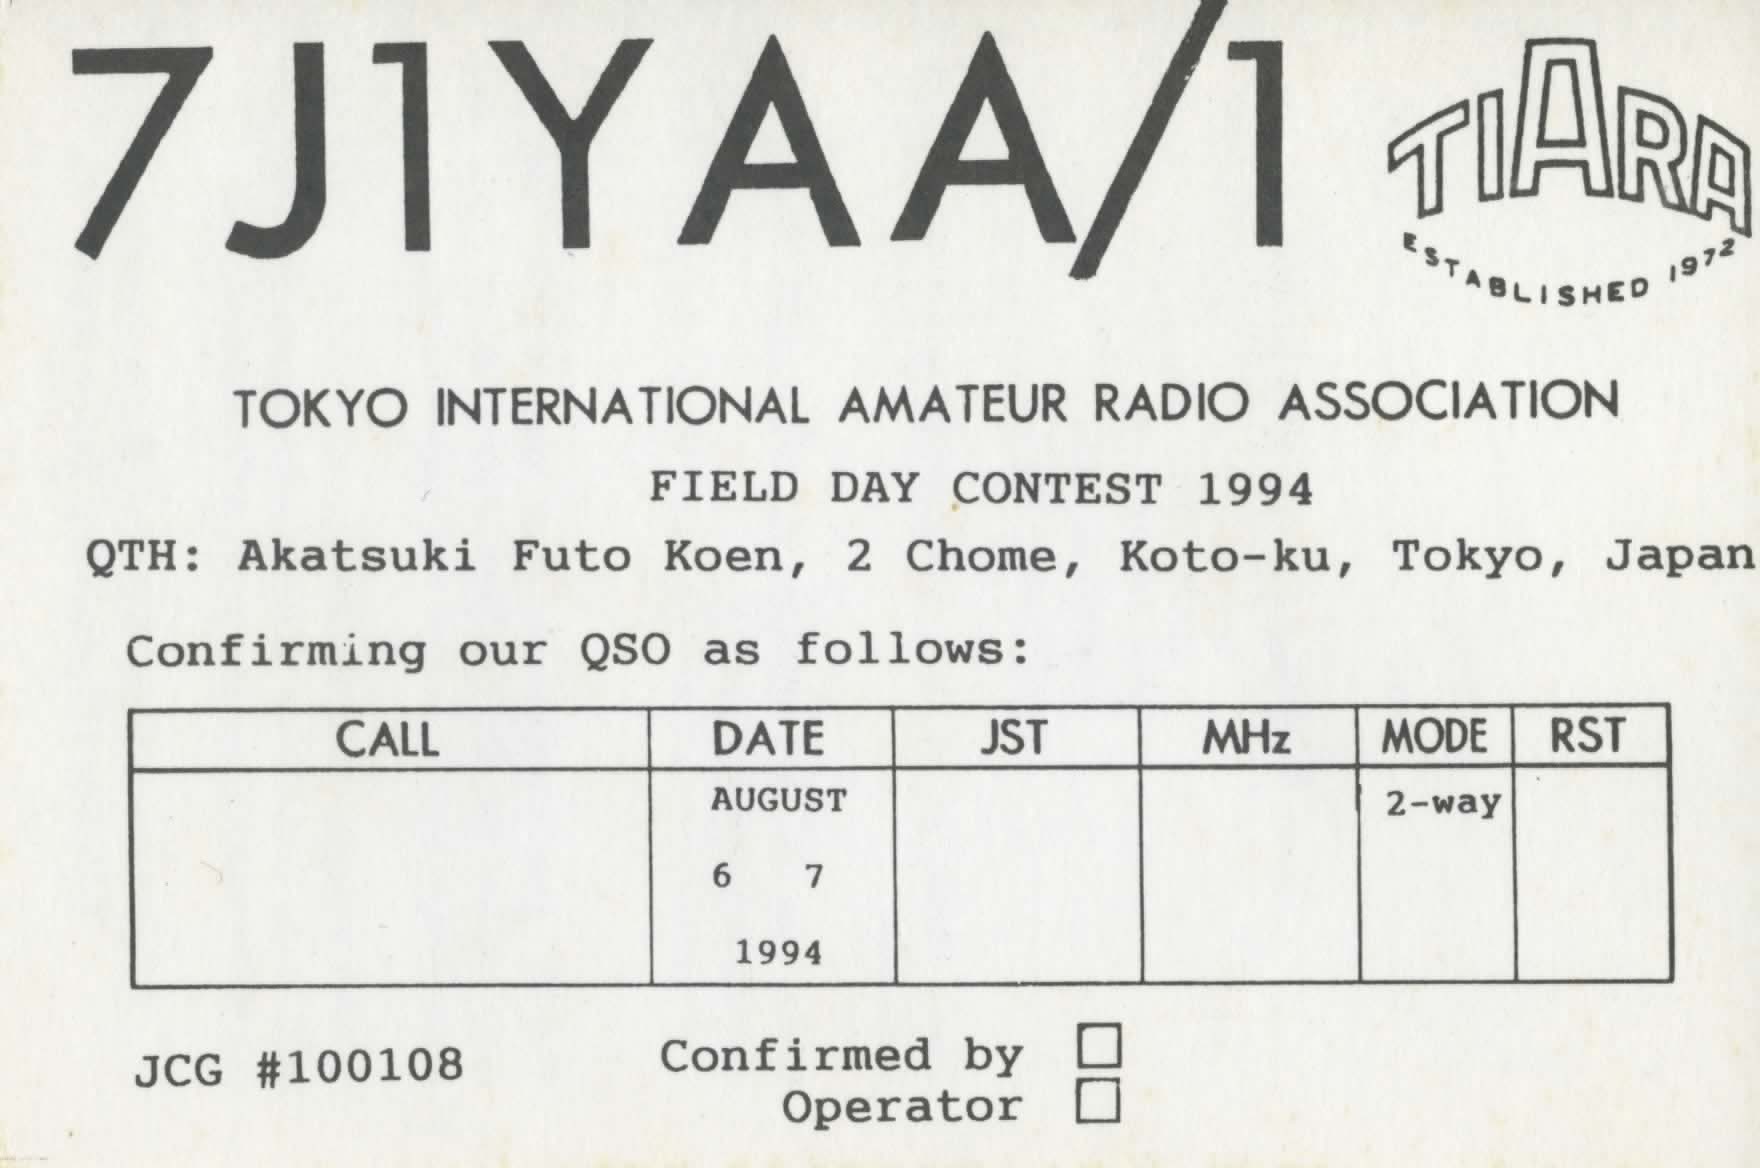 7J1YAA/1
TIARA
ESTABLISHED 1972
TOKYO INTERNATIONAL AMATEUR RADIO ASSOCIATION
FIELD DAY CONTEST 1994
QTH: Akatsuki Futo Koen, 2 Chome, Koto-ku, Tokyo, Japan
Confirming our QSO as follows:
CALL DATE JST MHz MODE RST
AUGUST 2-way
6 7
1994
JCG #100108 Confirmed by
Operator